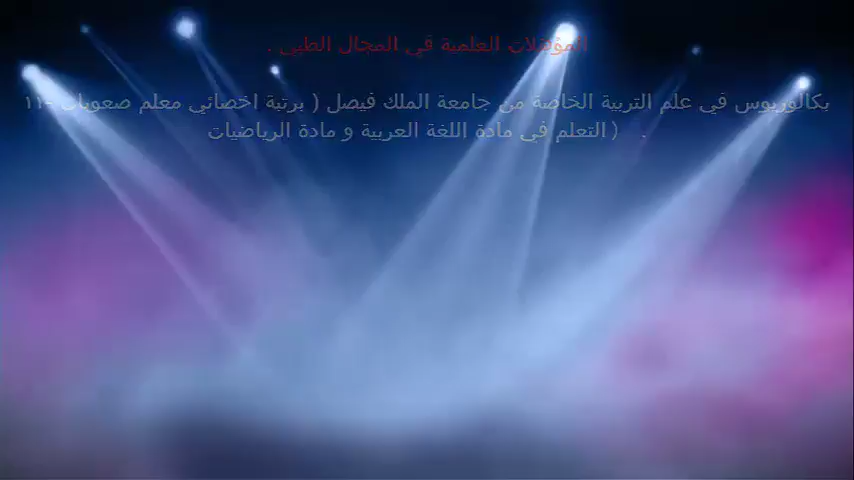 المؤهلات العلمية في المجال الطبي .
١١- بكالوريوس في علم التربية الخاصة من جامعة الملك فيصل ( برتبة اخصائي معلم صعوبات
التعلم في مادة اللغة العربية و مادة الرياضيات ) .